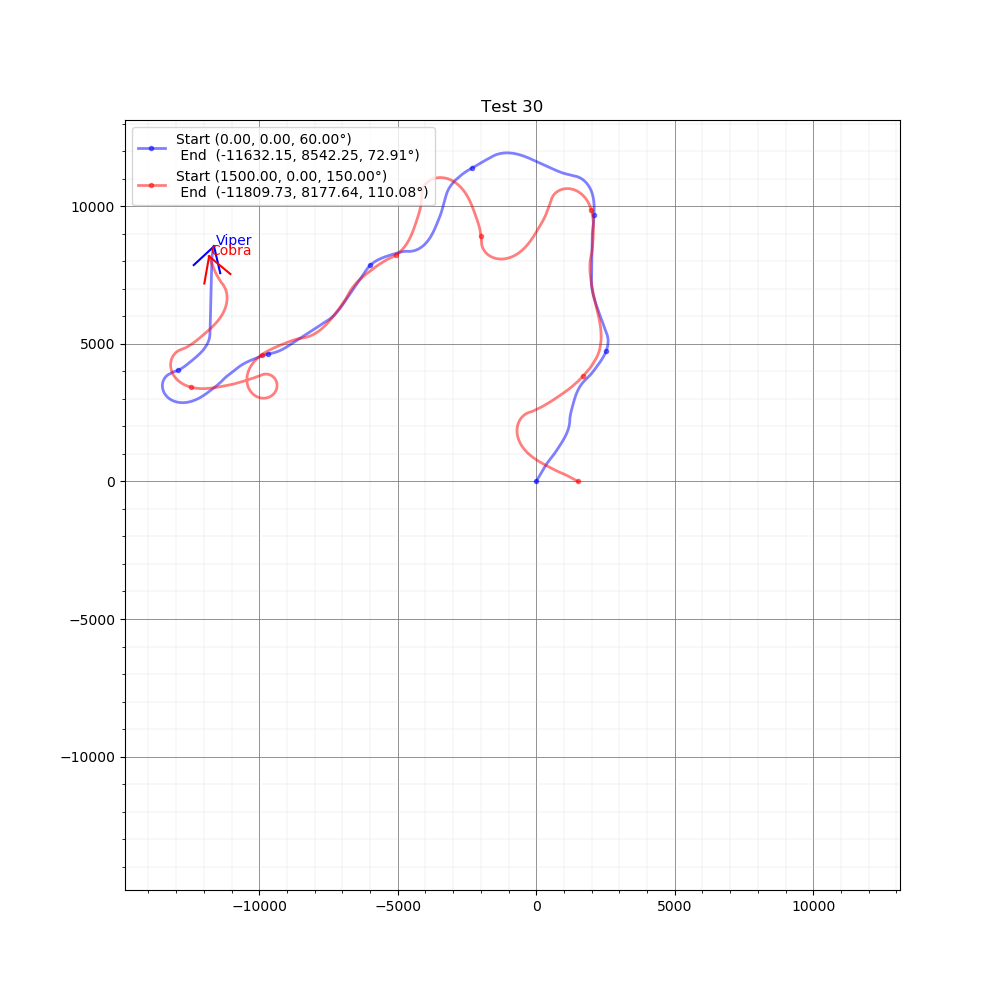 Test 30
Start (0.00, 0.00, 60.00°)
End  (-11632.15, 8542.25, 72.91°)
Start (1500.00, 0.00, 150.00°)
End  (-11809.73, 8177.64, 110.08°)
10000
Viper
Cobra
5000
0
−5000
−10000
−10000 −5000 0 5000 10000